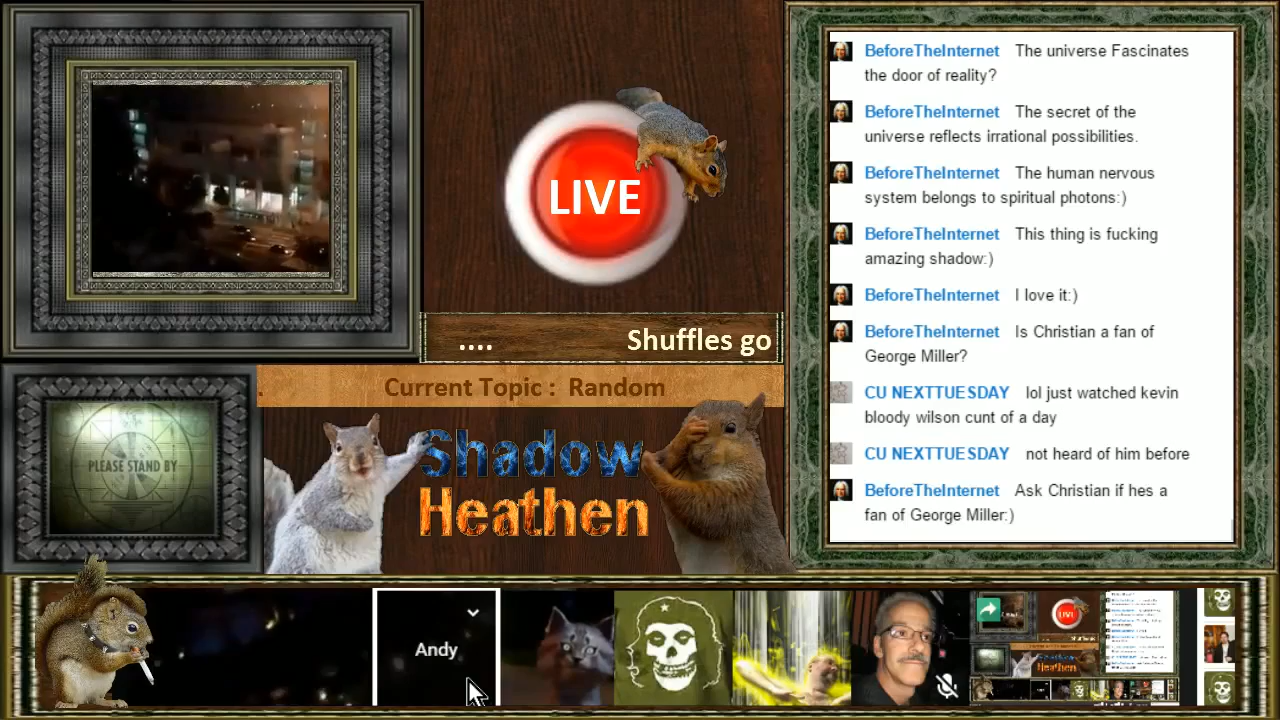 LIVE
.... Shuffles go
. Current Topic : Random
PLEASE STAND BY
Shadow
Heathen
BeforeTheInternet The universe Fascinates
the door of reality?
BeforeTheInternet The secret of the
universe reflects irrational possibilities.
BeforeTheInternet The human nervous
system belongs to spiritual photons:)
BeforeTheInternet This thing is fucking
amazing shadow:)
BeforeTheInternet I love it:)
BeforeTheInternet Is Christian a fan of
George Miller?
CU NEXTTUESDAY lol just watched kevin
bloody wilson cunt of a day
CU NEXTTUESDAY not heard of him before
BeforeTheInternet Ask Christian if hes a
fan of George Miller:)
Andy
LIVE
Shadow
Heathen